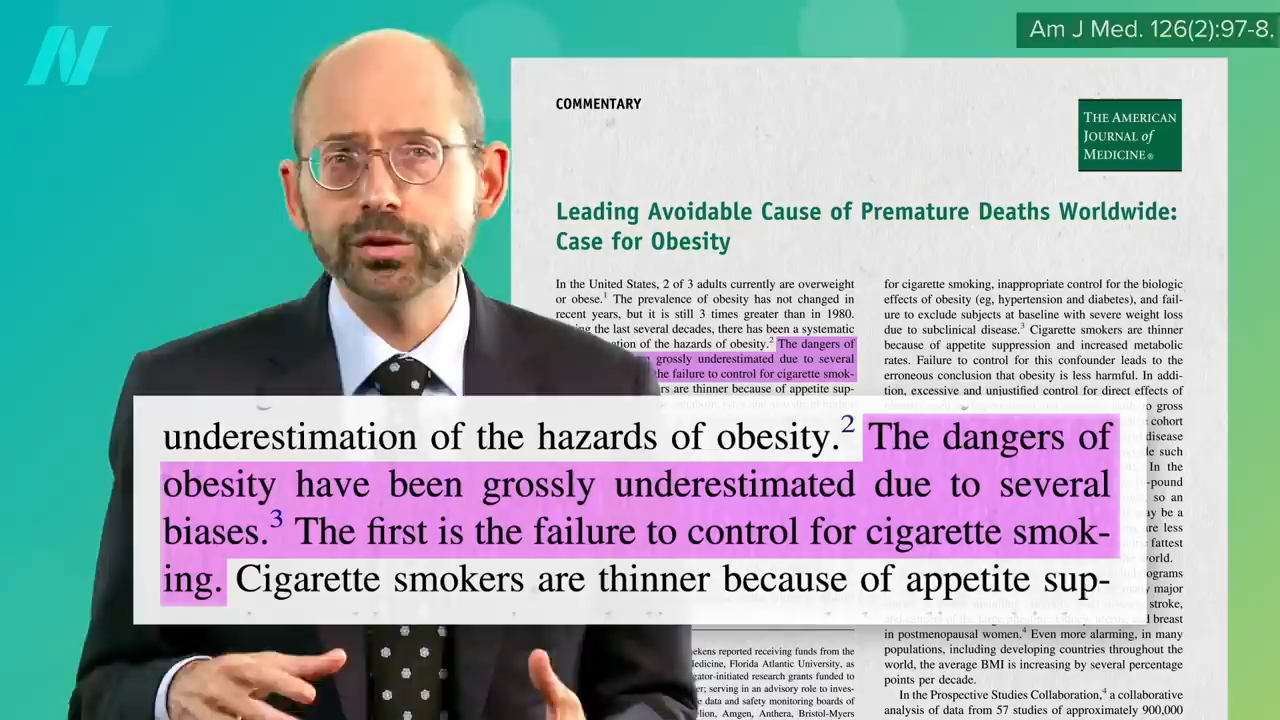 Am J Med. 126(2):97-8.
COMMENTARY
THE AMERICAN
JOURNAL of
MEDICINE®
Leading Avoidable Cause of Premature Deaths Worldwide:
Case for Obesity
In the United States, 2 of 3 adults currently are overweight
or obese.1 The prevalence of obesity has not changed in
recent years, but it is still 3 times greater than in 1980.
the last several decades, there has been a systematic
of the hazards of obesity.2 The dangers of
grossly underestimated due to several
the failure to control for cigarette smok-
are thinner because of appetite sup-
underestimation of the hazards of obesity.2 The dangers of
obesity have been grossly underestimated due to several
biases.3 The first is the failure to control for cigarette smok-
ing. Cigarette smokers are thinner because of appetite sup-
reported receiving funds from the
Florida Atlantic University, as
research grants funded to
serving in an advisory role to inves-
data and safety monitoring boards of
Amgen, Anthera, Bristol-Myers
for cigarette smoking, inappropriate control for the biologic
effects of obesity (eg, hypertension and diabetes), and fail-
ure to exclude subjects at baseline with severe weight loss
due to subclinical disease.3 Cigarette smokers are thinner
because of appetite suppression and increased metabolic
rates. Failure to control for this confounder leads to the
erroneous conclusion that obesity is less harmful. In addi-
tion, excessive and unjustified control for direct effects of
gross
cohort
disease
such
In the
-pound
so an
may be a
are less
fattest
world.
major
stroke,
breast
in postmenopausal women.4 Even more alarming, in many
populations, including developing countries throughout the
world, the average BMI is increasing by several percentage
points per decade.
In the Prospective Studies Collaboration,4 a collaborative
analysis of data from 57 studies of approximately 900,000